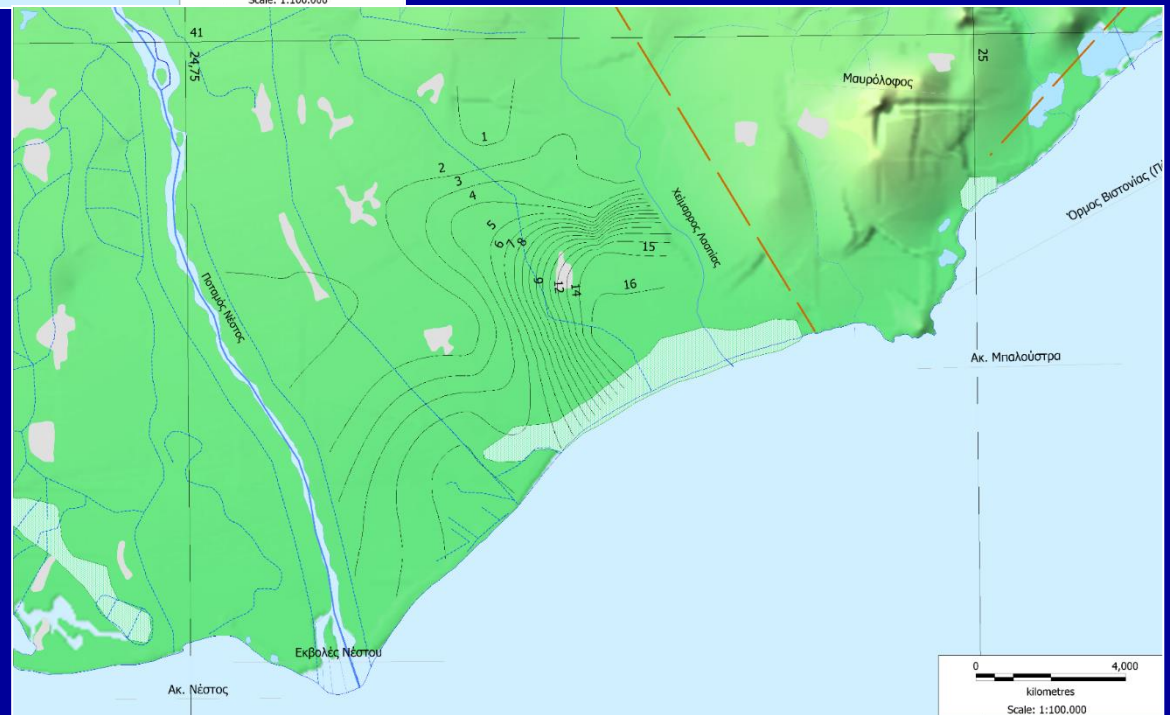 Scale: 1:100.000
41
24,75
25
Μαυρόλοφος
Όρμος Βιστονίας (Π
Χείμαρρος Λασπίας
Ποταμός Νέστος
1
2
3
4
5
6
7
8
9
12
14
15
16
Ακ. Μπαλούστρα
Εκβολές Νέστου
Ακ. Νέστος
0 4,000
kilometres
Scale: 1:100.000